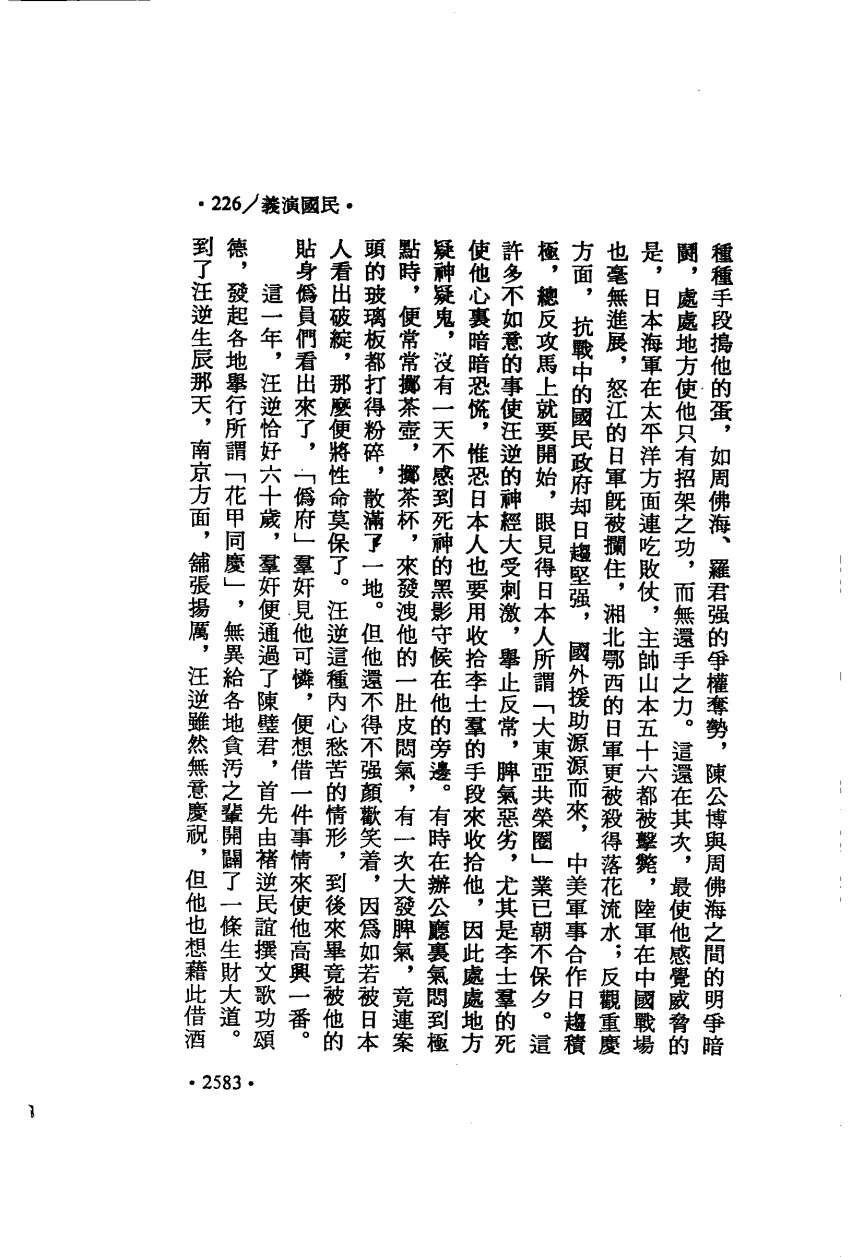 •226/義演國民•
種種手段搗他的蛋，如周佛海、羅君强的爭權奪勢，陳公博與周佛海之間的明爭暗
鬪，處處地方使他只有招架之功，而無還手之力。這還在其次，最使他感覺威脅的
是，日本海軍在太平洋方面連吃敗仗，主帥山本五十六都被擊斃，陸軍在中國戰場
也毫無進展，怒江的日軍旣被攔住，湘北鄂西的日軍更被殺得落花流水；反觀重慶
方面，抗戰中的國民政府却日趨堅强，國外援助源源而來，中美軍事合作日趨積
極，總反攻馬上就要開始，眼見得日本人所謂「大東亞共榮圈」業已朝不保夕。這
許多不如意的事使汪逆的神經大受刺激，舉止反常，脾氣惡劣，尤其是李士羣的死
使他心裏暗暗恐慌，惟恐日本人也要用收拾李士羣的手段來收拾他，因此處處地方
疑神疑鬼，沒有一天不感到死神的黑影守候在他的旁邊。有時在辦公廳裏氣悶到極
點時，便常常擲茶壺，擲茶杯，來發洩他的一肚皮悶氣，有一次大發脾氣，竟連案
頭的玻璃板都打得粉碎，散滿了一地。但他還不得不强顏歡笑着，因爲如若被日本
人看出破綻，那麼便將性命莫保了。汪逆這種內心愁苦的情形，到後來畢竟被他的
貼身僞員們看出來了，「僞府」羣奸見他可憐，便想借一件事情來使他高興一番。
這一年，汪逆恰好六十歲，羣奸便通過了陳璧君，首先由褚逆民誼撰文歌功頌
德，發起各地舉行所謂「花甲同慶」，無異給各地貪汚之輩開闢了一條生財大道。
到了汪逆生辰那天，南京方面，舖張揚厲，汪逆雖然無意慶祝，但他也想藉此借酒
•2583•